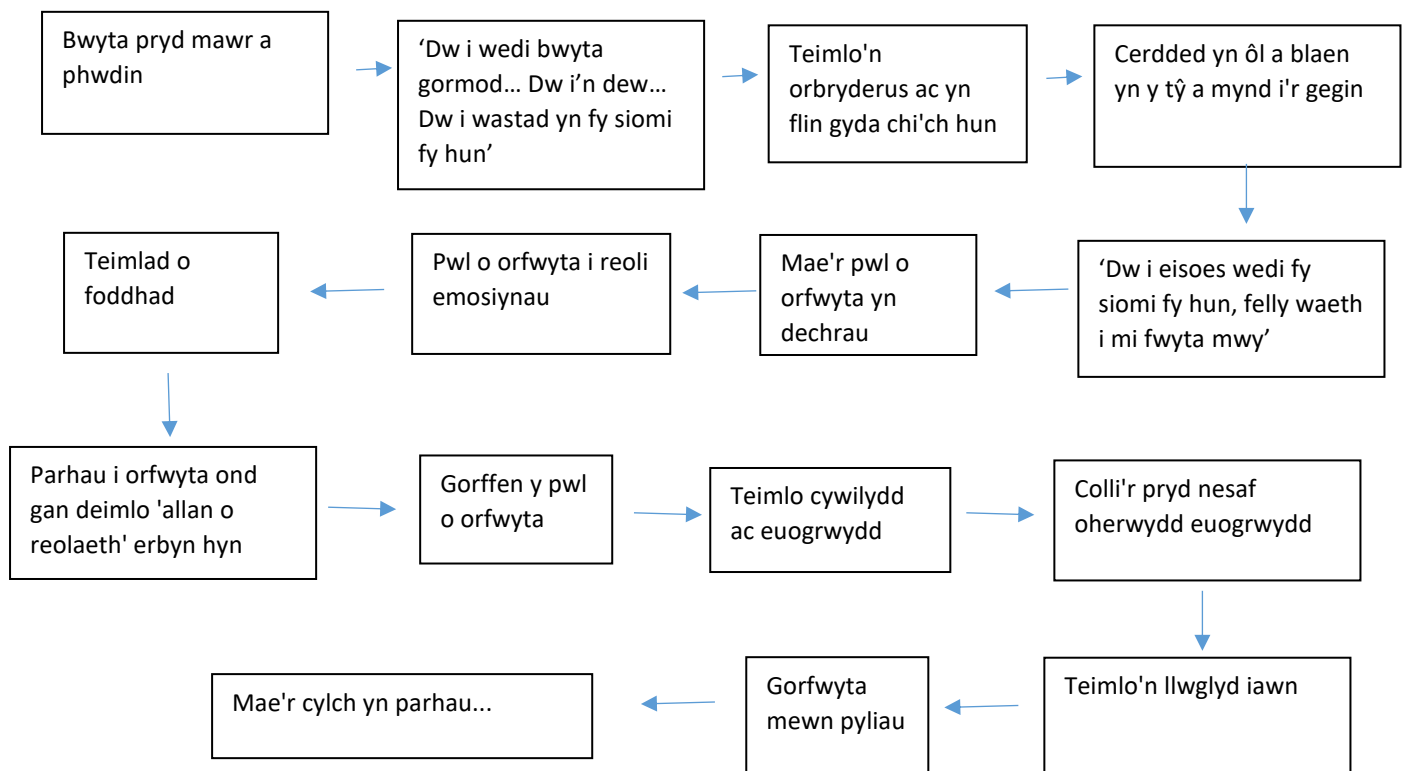 Bwyta pryd mawr a
phwdin
‘Dw i wedi bwyta
gormod… Dw i’n dew…
Dw i wastad yn fy siomi
fy hun’
Teimlo'n
orbryderus ac yn
flin gyda chi'ch hun
Cerdded yn ôl a blaen
yn y tŷ a mynd i'r gegin
‘Dw i eisoes wedi fy
siomi fy hun, felly waeth
i mi fwyta mwy’
Mae'r pwl o
orfwyta yn
dechrau
Pwl o orfwyta i reoli
emosiynau
Teimlad o
foddhad
Parhau i orfwyta ond
gan deimlo 'allan o
reolaeth' erbyn hyn
Gorffen y pwl
o orfwyta
Teimlo cywilydd
ac euogrwydd
Colli'r pryd nesaf
oherwydd euogrwydd
Teimlo'n llwglyd iawn
Gorfwyta
mewn pyliau
Mae'r cylch yn parhau...